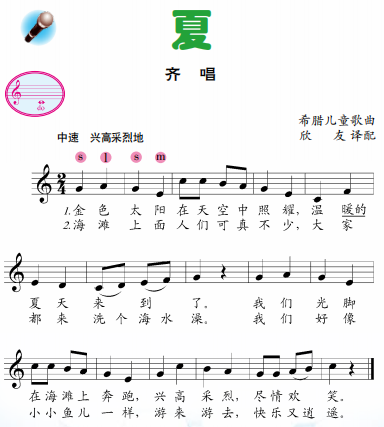 夏
齐 唱
do
希腊儿童歌曲
欣 友 译配
中速 兴高采烈地
s l s m
2
4
1.金 色 太 阳 在 天 空 中 照 耀, 温 暖的
2.海 滩 上 面 人 们 可 真 不 少, 大 家
夏 天 来 到 了。 我 们 光 脚
都 来 洗 个 海 水 澡。 我 们 好 像
在 海 滩 上 奔 跑, 兴 高 采 烈, 尽 情 欢 笑。
小 小 鱼 儿 一 样, 游 来 游 去, 快 乐 又 逍 遥。